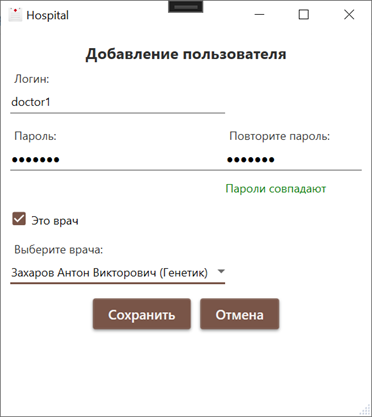 Hospital
Добавление пользователя
Логин:
doctor1
Пароль: Повторите пароль:
●●●●●●● ●●●●●●●
Пароли совпадают
Это врач
Выберите врача:
Захаров Антон Викторович (Генетик)
Сохранить Отмена